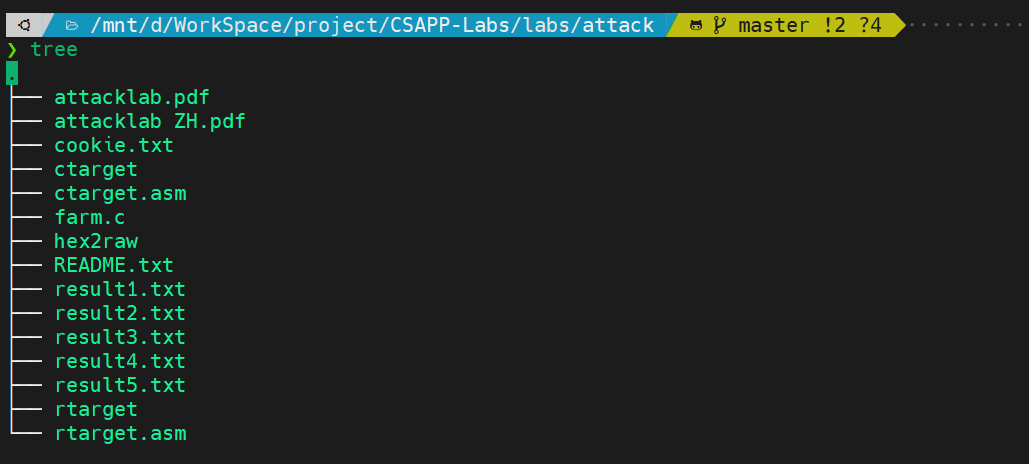 /mnt/d/WorkSpace/project/CSAPP-Labs/labs/attack master !2 ?4
❯ tree
.
├── attacklab.pdf
├── attacklab ZH.pdf
├── cookie.txt
├── ctarget
├── ctarget.asm
├── farm.c
├── hex2raw
├── README.txt
├── result1.txt
├── result2.txt
├── result3.txt
├── result4.txt
├── result5.txt
├── rtarget
└── rtarget.asm